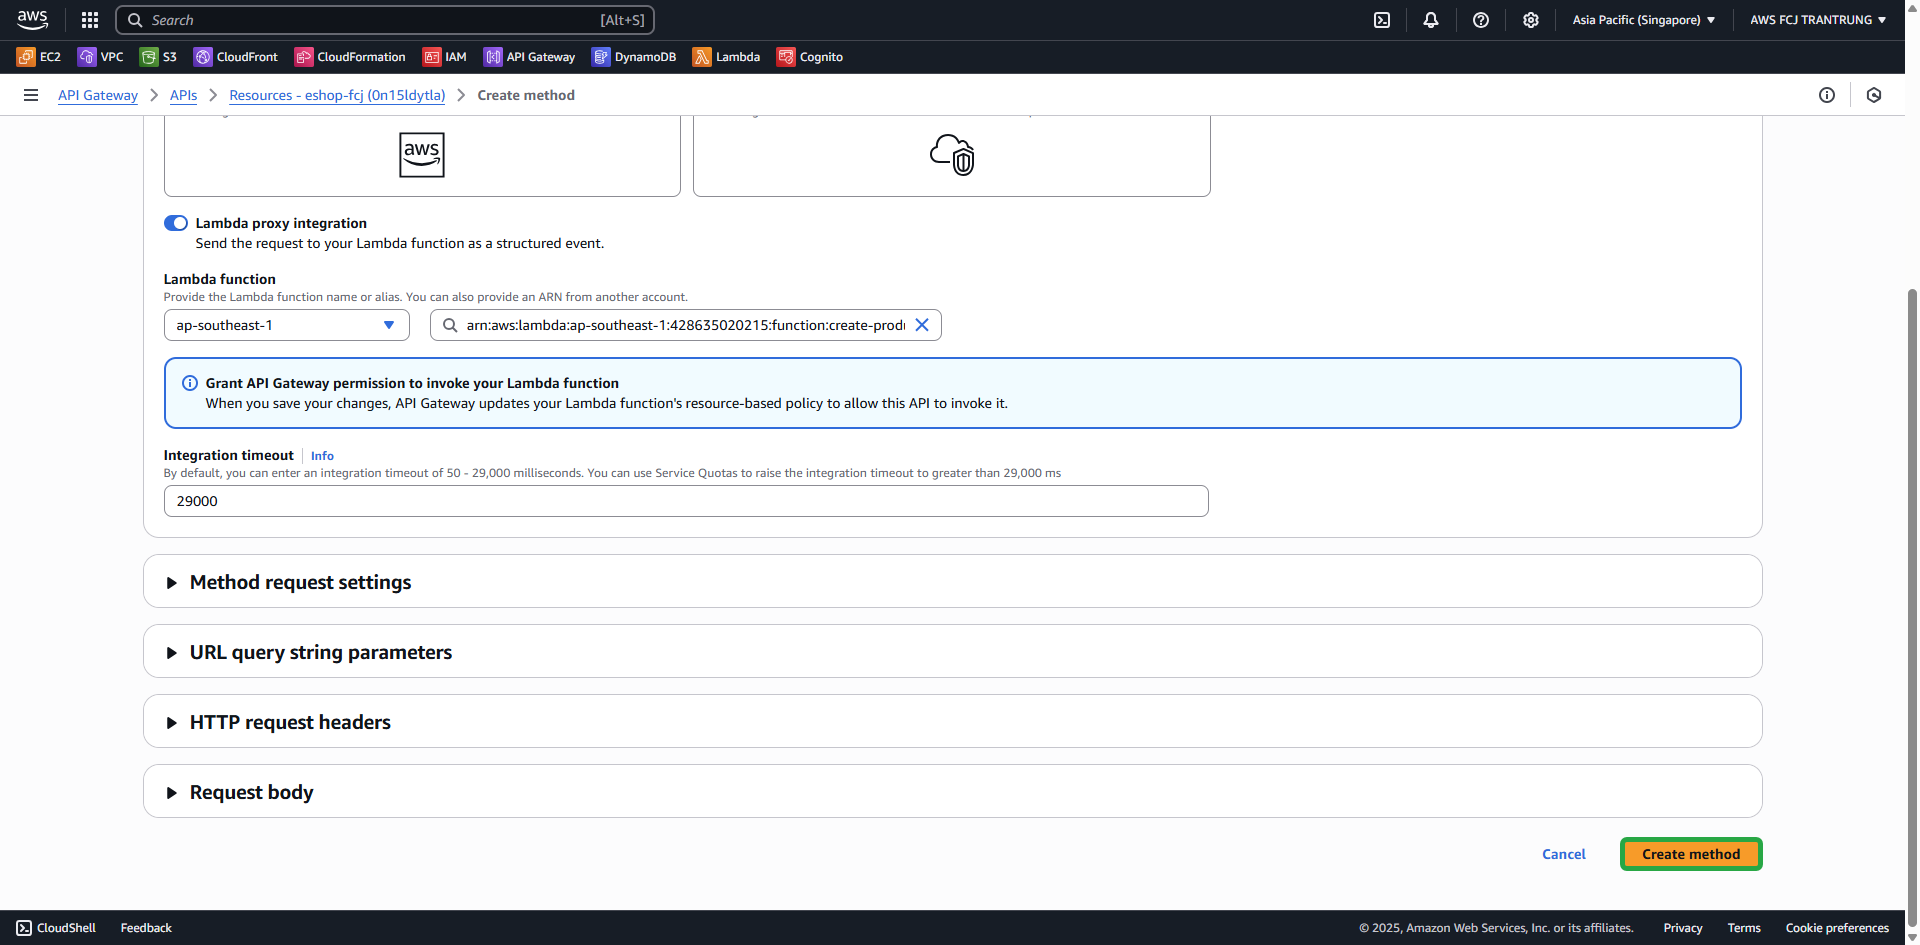 aws
Search [Alt+S]
Asia Pacific (Singapore)
AWS FCJ TRANTRUNG
EC2 VPC S3 CloudFront CloudFormation IAM API Gateway DynamoDB Lambda Cognito
API Gateway
APIs
Resources - eshop-fcj (0n15ldytla)
Create method
aws
Lambda proxy integration
Send the request to your Lambda function as a structured event.
Lambda function
Provide the Lambda function name or alias. You can also provide an ARN from another account.
ap-southeast-1
arn:aws:lambda:ap-southeast-1:428635020215:function:create-produ
Grant API Gateway permission to invoke your Lambda function
When you save your changes, API Gateway updates your Lambda function's resource-based policy to allow this API to invoke it.
Integration timeout Info
By default, you can enter an integration timeout of 50 - 29,000 milliseconds. You can use Service Quotas to raise the integration timeout to greater than 29,000 ms
29000
Method request settings
URL query string parameters
HTTP request headers
Request body
Cancel
Create method
CloudShell Feedback
© 2025, Amazon Web Services, Inc. or its affiliates. Privacy Terms Cookie preferences